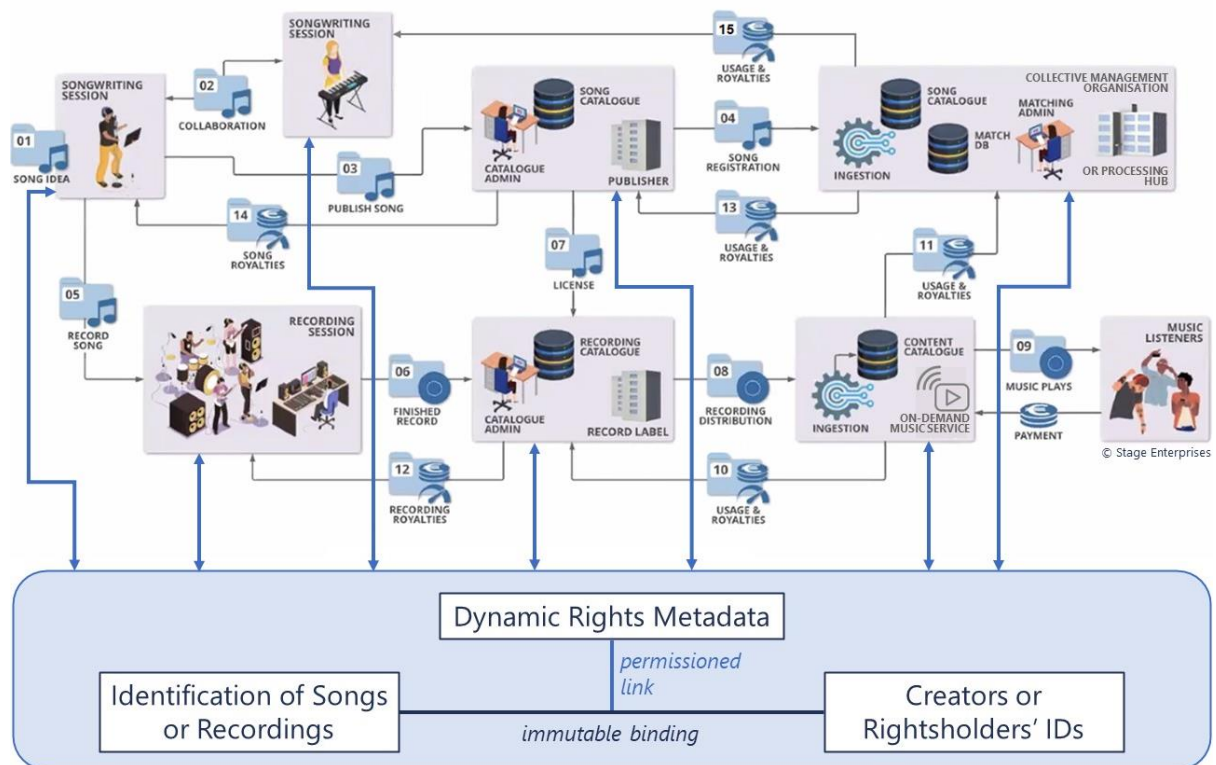 SONGWRITING
SESSION
15
USAGE &
ROYALTIES
SONGWRITING
SESSION
02
COLLABORATION
01
SONG IDEA
03
PUBLISH SONG
SONG
CATALOGUE
CATALOGUE
ADMIN
PUBLISHER
04
SONG
REGISTRATION
COLLECTIVE MANAGEMENT
ORGANISATION
SONG
CATALOGUE
MATCHING
ADMIN
MATCH
DB
INGESTION
OR PROCESSING
HUB
14
SONG
ROYALTIES
13
USAGE &
ROYALTIES
07
LICENSE
11
USAGE &
ROYALTIES
05
RECORD
SONG
RECORDING
SESSION
06
FINISHED
RECORD
RECORDING
CATALOGUE
CATALOGUE
ADMIN
RECORD LABEL
08
RECORDING
DISTRIBUTION
CONTENT
CATALOGUE
INGESTION
ON-DEMAND
MUSIC SERVICE
09
MUSIC PLAYS
PAYMENT
MUSIC
LISTENERS
© Stage Enterprises
12
RECORDING
ROYALTIES
10
USAGE &
ROYALTIES
Dynamic Rights Metadata
permissioned
link
Identification of Songs
or Recordings
immutable binding
Creators or
Rightsholders’ IDs